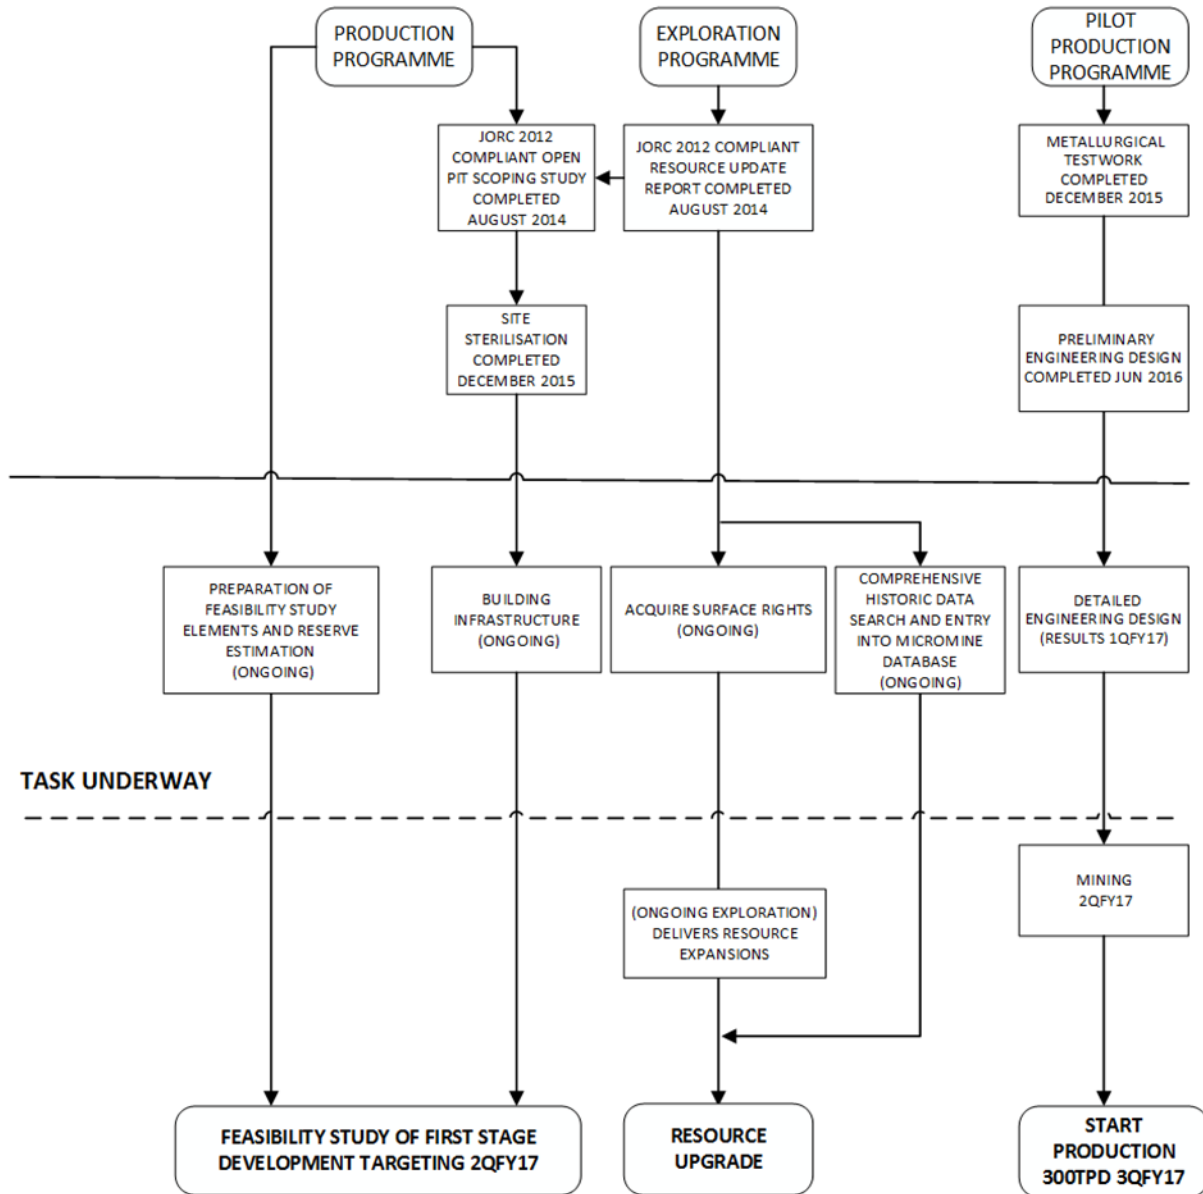 PRODUCTION
PROGRAMME
EXPLORATION
PROGRAMME
PILOT
PRODUCTION
PROGRAMME
JORC 2012
COMPLIANT OPEN
PIT SCOPING STUDY
COMPLETED
AUGUST 2014
JORC 2012 COMPLIANT
RESOURCE UPDATE
REPORT COMPLETED
AUGUST 2014
METALLURGICAL
TESTWORK
COMPLETED
DECEMBER 2015
SITE
STERILISATION
COMPLETED
DECEMBER 2015
PRELIMINARY
ENGINEERING DESIGN
COMPLETED JUN 2016
PREPARATION OF
FEASIBILITY STUDY
ELEMENTS AND RESERVE
ESTIMATION
(ONGOING)
BUILDING
INFRASTRUCTURE
(ONGOING)
ACQUIRE SURFACE RIGHTS
(ONGOING)
COMPREHENSIVE
HISTORIC DATA
SEARCH AND ENTRY
INTO MICROMINE
DATABASE
(ONGOING)
DETAILED
ENGINEERING DESIGN
(RESULTS 1QFY17)
TASK UNDERWAY
MINING
2QFY17
(ONGOING EXPLORATION)
DELIVERS RESOURCE
EXPANSIONS
FEASIBILITY STUDY OF FIRST STAGE
DEVELOPMENT TARGETING 2QFY17
RESOURCE
UPGRADE
START
PRODUCTION
300TPD 3QFY17